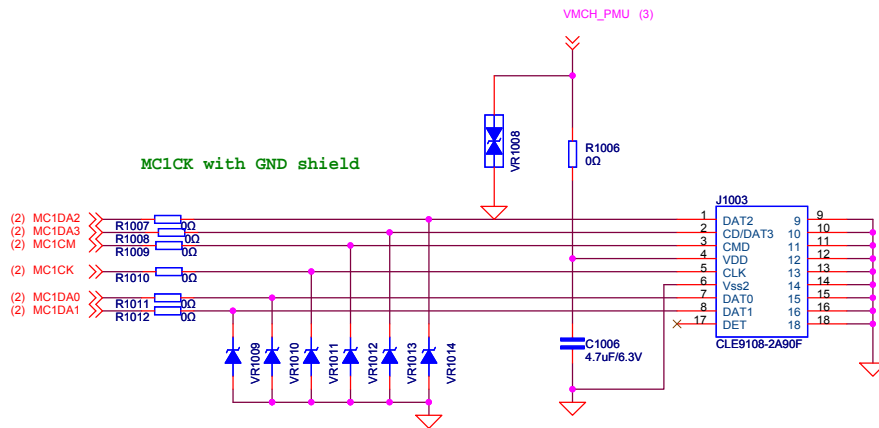 VMCH_PMU (3)
VR1008
R1006
0Ω
MC1CK with GND shield
J1003
(2) MC1DA2
R1007 0Ω
1 DAT2 9 9
(2) MC1DA3
R1008 0Ω
2 CD/DAT3 10 10
(2) MC1CM
R1009 0Ω
3 CMD 11 11
4 VDD 12 12
(2) MC1CK
R1010 0Ω
5 CLK 13 13
6 Vss2 14 14
(2) MC1DA0
R1011 0Ω
7 DAT0 15 15
(2) MC1DA1
R1012 0Ω
8 DAT1 16 16
17 DET 18 18
CLE9108-2A90F
VR1009
VR1010
VR1011
VR1012
VR1013
VR1014
C1006
4.7uF/6.3V